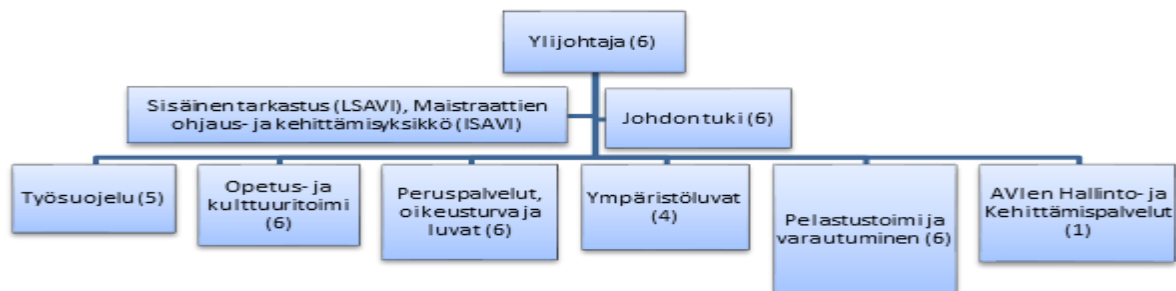 Ylijohtaja (6)
Sisäinen tarkastus (LSAVI), Maistraattien
ohjaus- ja kehittämisyksikkö (ISAVI)
Johdon tuki (6)
Työsuojelu (5)
Opetus- ja
kulttuuritoimi
(6)
Peruspalvelut,
oikeusturva ja
luvat (6)
Ympäristöluvat
(4)
Pelastustoimi ja
varautuminen (6)
AVIen Hallinto- ja
Kehittämispalvelut
(1)